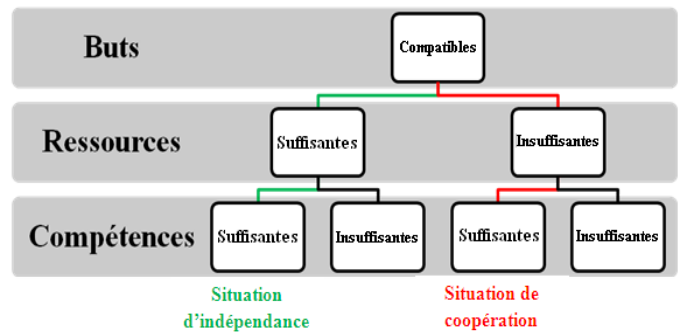 Buts
Compatibles
Ressources
Suffisantes
Insuffisantes
Compétences
Suffisantes
Insuffisantes
Suffisantes
Insuffisantes
Situation
d’indépendance
Situation de
coopération